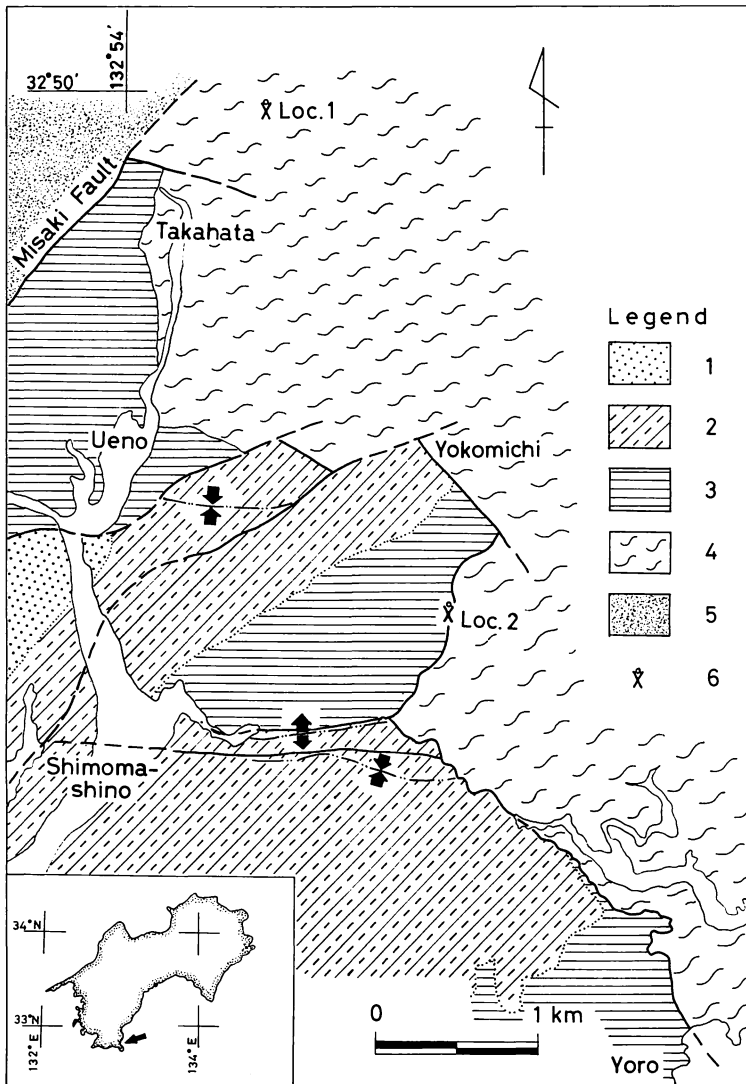 132°54′
32°50′
Loc.1
Misaki Fault
Takahata
Legend
1
2
3
4
5
6
Ueno
Yokomichi
Loc.2
Shimoma-
shino
34°N
33°N
132°E
134°E
0 1 km
Yoro